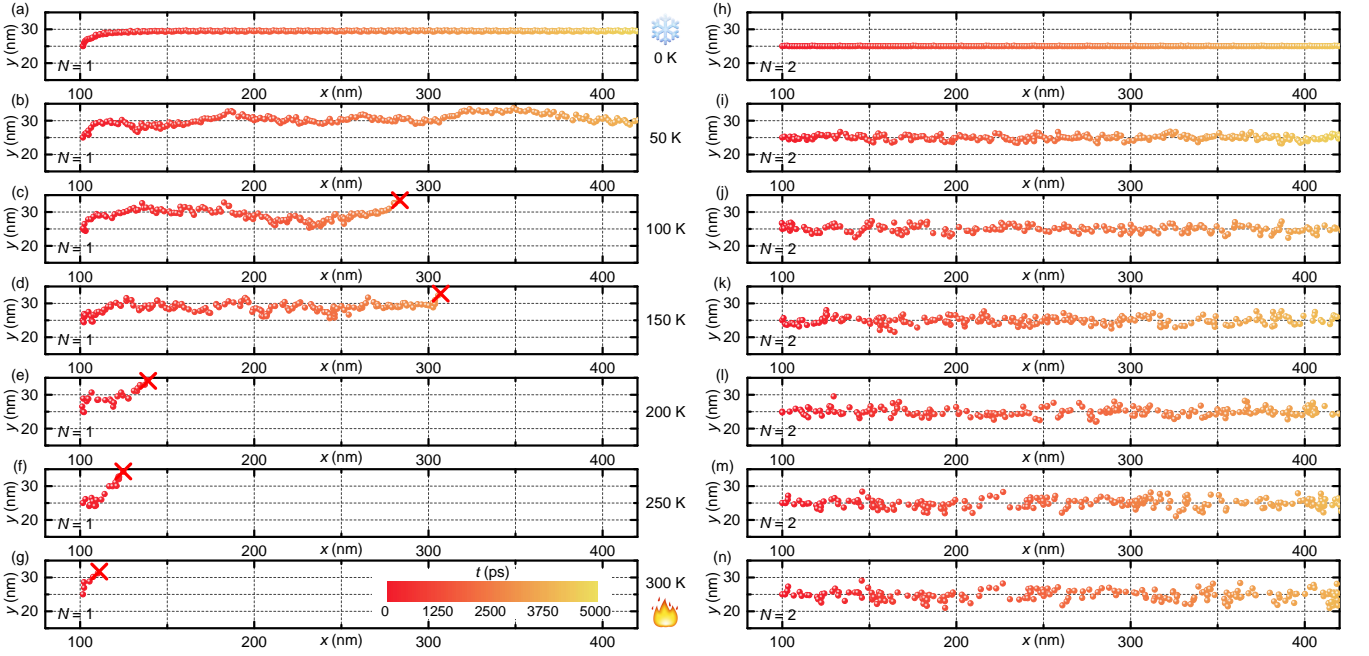 (a)
y (nm)
30
20
N = 1
100
200
300
400
x (nm)
0 K
(h)
y (nm)
30
20
N = 2
100
200
300
400
x (nm)
(b)
y (nm)
30
20
N = 1
100
200
300
400
x (nm)
50 K
(i)
y (nm)
30
20
N = 2
100
200
300
400
x (nm)
(c)
y (nm)
30
20
N = 1
100
200
300
400
x (nm)
100 K
(j)
y (nm)
30
20
N = 2
100
200
300
400
x (nm)
(d)
y (nm)
30
20
N = 1
100
200
300
400
x (nm)
150 K
(k)
y (nm)
30
20
N = 2
100
200
300
400
x (nm)
(e)
y (nm)
30
20
N = 1
100
200
300
400
x (nm)
200 K
(l)
y (nm)
30
20
N = 2
100
200
300
400
x (nm)
(f)
y (nm)
30
20
N = 1
100
200
300
400
x (nm)
250 K
(m)
y (nm)
30
20
N = 2
100
200
300
400
x (nm)
(g)
y (nm)
30
20
N = 1
t (ps)
0 1250 2500 3750 5000
100
200
300
400
x (nm)
300 K
(n)
y (nm)
30
20
N = 2
100
200
300
400
x (nm)